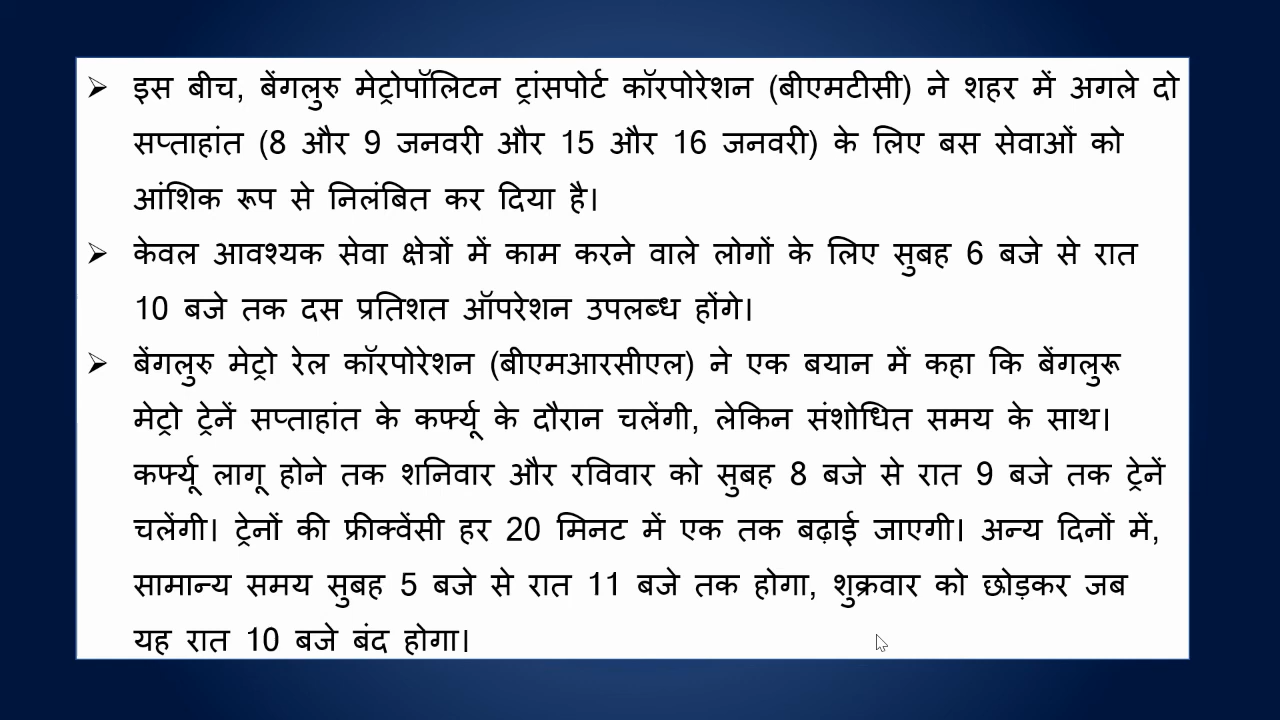 ➢ इस बीच, बेंगलुरु मेट्रोपॉलिटन ट्रांसपोर्ट कॉरपोरेशन (बीएमटीसी) ने शहर में अगले दो
सप्ताहांत (8 और 9 जनवरी और 15 और 16 जनवरी) के लिए बस सेवाओं को
आंशिक रूप से निलंबित कर दिया है।
➢ केवल आवश्यक सेवा क्षेत्रों में काम करने वाले लोगों के लिए सुबह 6 बजे से रात
10 बजे तक दस प्रतिशत ऑपरेशन उपलब्ध होंगे।
➢ बेंगलुरु मेट्रो रेल कॉरपोरेशन (बीएमआरसीएल) ने एक बयान में कहा कि बेंगलुरू
मेट्रो ट्रेनें सप्ताहांत के कर्फ्यू के दौरान चलेंगी, लेकिन संशोधित समय के साथ।
कर्फ्यू लागू होने तक शनिवार और रविवार को सुबह 8 बजे से रात 9 बजे तक ट्रेनें
चलेंगी। ट्रेनों की फ्रीक्वेंसी हर 20 मिनट में एक तक बढ़ाई जाएगी। अन्य दिनों में,
सामान्य समय सुबह 5 बजे से रात 11 बजे तक होगा, शुक्रवार को छोड़कर जब
यह रात 10 बजे बंद होगा।